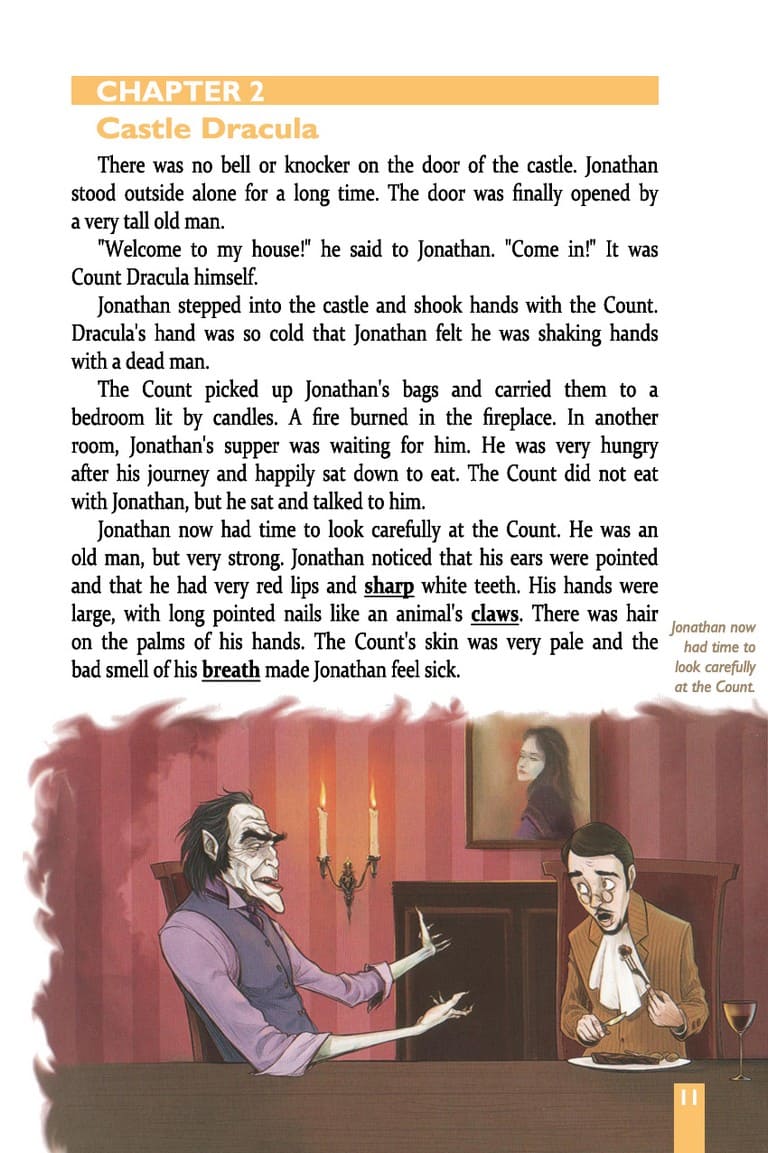 CHAPTER 2
Castle Dracula
There was no bell or knocker on the door of the castle. Jonathan
stood outside alone for a long time. The door was finally opened by
a very tall old man.
"Welcome to my house!" he said to Jonathan. "Come in!" It was
Count Dracula himself.
Jonathan stepped into the castle and shook hands with the Count.
Dracula's hand was so cold that Jonathan felt he was shaking hands
with a dead man.
The Count picked up Jonathan's bags and carried them to a
bedroom lit by candles. A fire burned in the fireplace. In another
room, Jonathan's supper was waiting for him. He was very hungry
after his journey and happily sat down to eat. The Count did not eat
with Jonathan, but he sat and talked to him.
Jonathan now had time to look carefully at the Count. He was an
old man, but very strong. Jonathan noticed that his ears were pointed
and that he had very red lips and sharp white teeth. His hands were
large, with long pointed nails like an animal's claws. There was hair
on the palms of his hands. The Count's skin was very pale and the
bad smell of his breath made Jonathan feel sick.
Jonathan now
had time to
look carefully
at the Count.
11